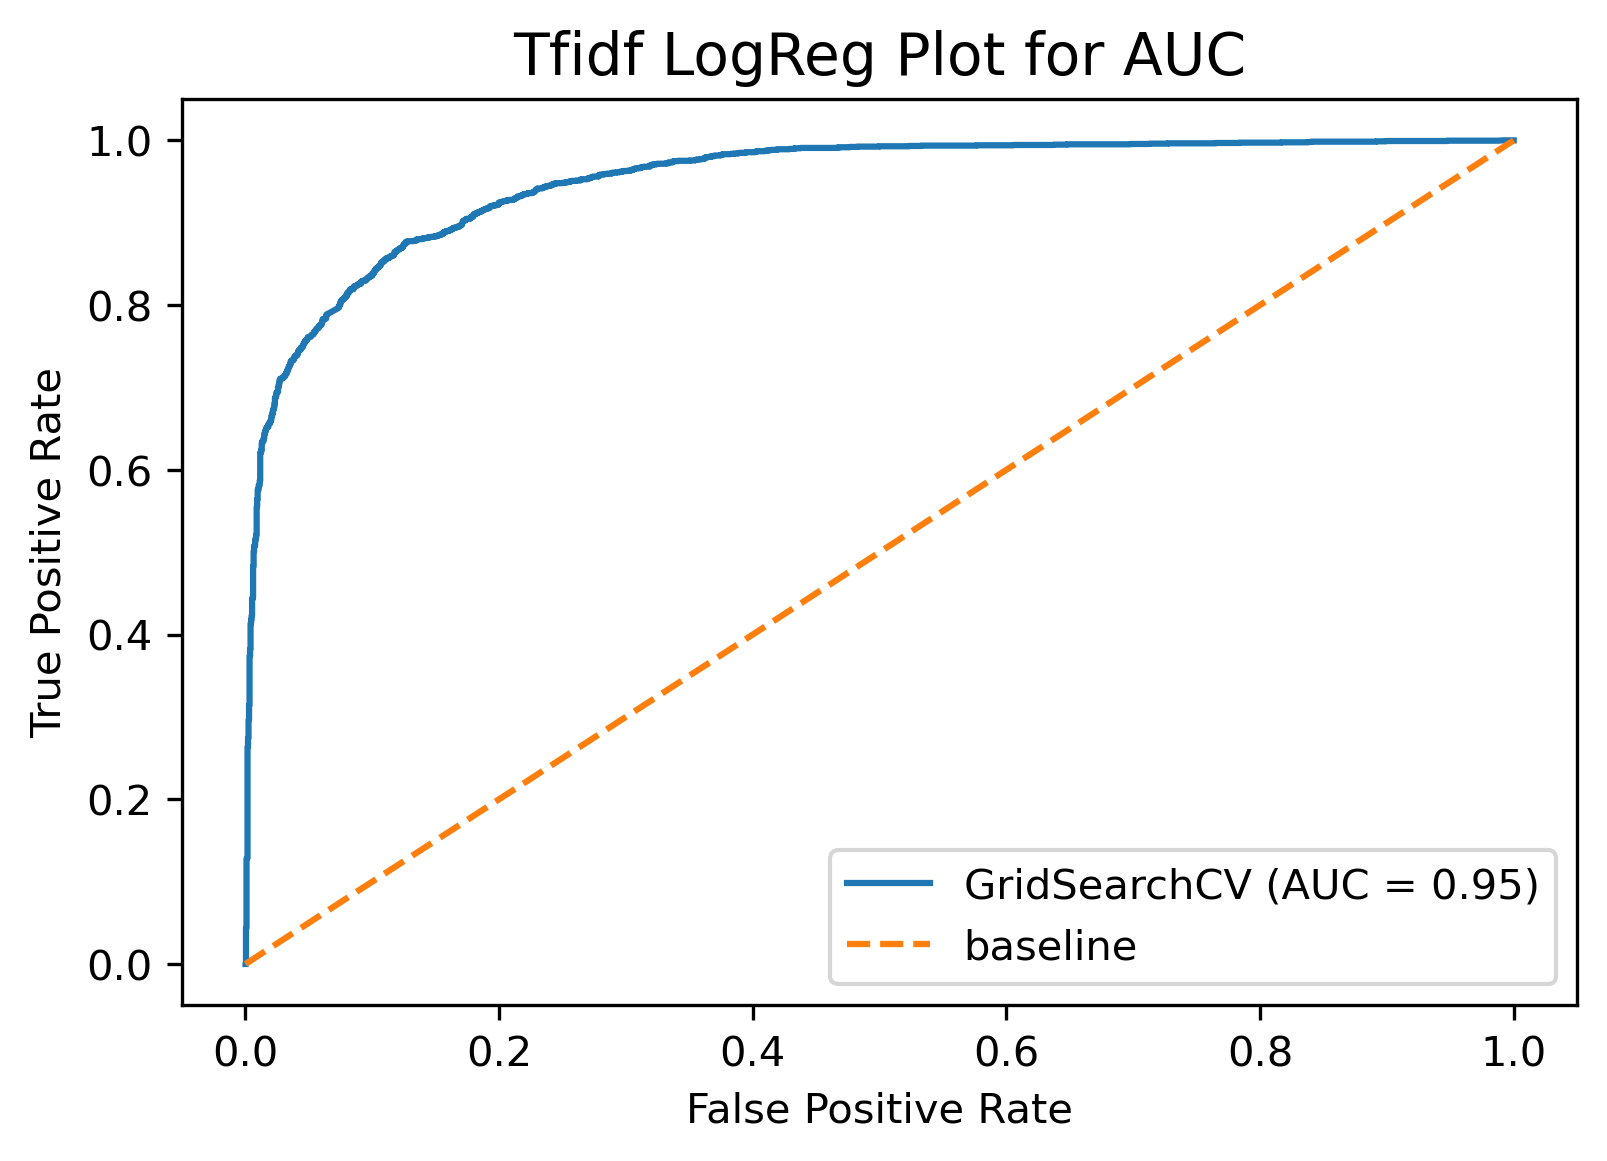 Tfidf LogReg Plot for AUC
1.0
0.8
0.6
0.4
0.2
0.0
True Positive Rate
GridSearchCV (AUC = 0.95)
baseline
0.0 0.2 0.4 0.6 0.8 1.0
False Positive Rate